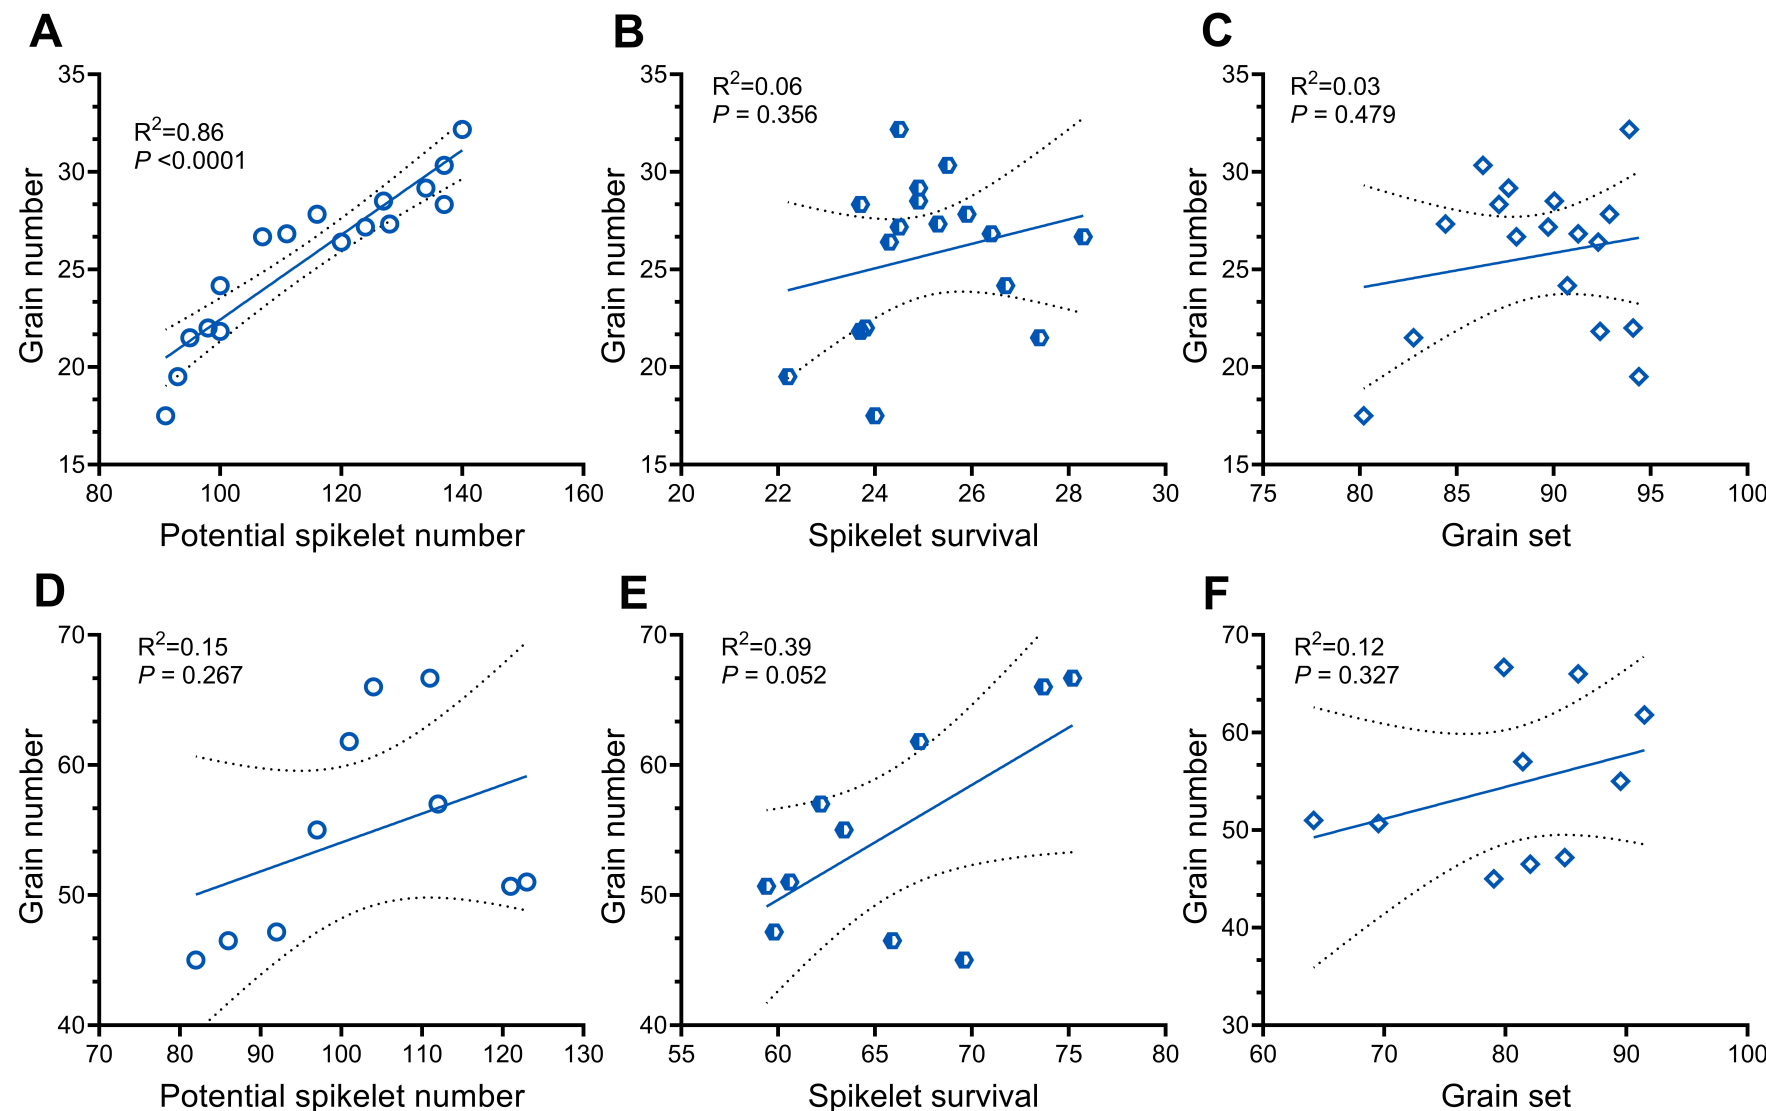 A
R²=0.86
P <0.0001
35
30
25
20
15
Grain number
80 100 120 140 160
Potential spikelet number
B
R²=0.06
P = 0.356
35
30
25
20
15
Grain number
20 22 24 26 28 30
Spikelet survival
C
R²=0.03
P = 0.479
35
30
25
20
15
Grain number
75 80 85 90 95 100
Grain set
D
R²=0.15
P = 0.267
70
60
50
40
Grain number
70 80 90 100 110 120 130
Potential spikelet number
E
R²=0.39
P = 0.052
70
60
50
40
Grain number
55 60 65 70 75 80
Spikelet survival
F
R²=0.12
P = 0.327
70
60
50
40
30
Grain number
60 70 80 90 100
Grain set